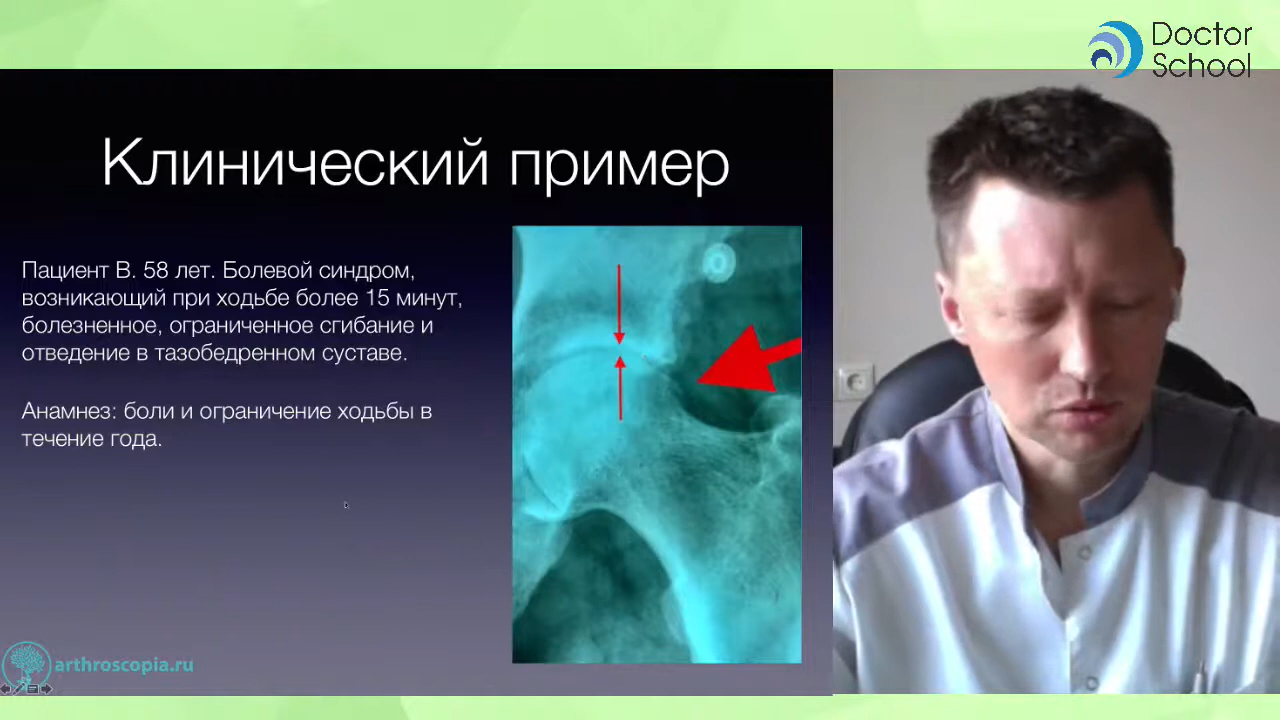 Doctor
School
Клинический пример
Пациент В. 58 лет. Болевой синдром,
возникающий при ходьбе более 15 минут,
болезненное, ограниченное сгибание и
отведение в тазобедренном суставе.
Анамнез: боли и ограничение ходьбы в
течение года.
arthroscopia.ru